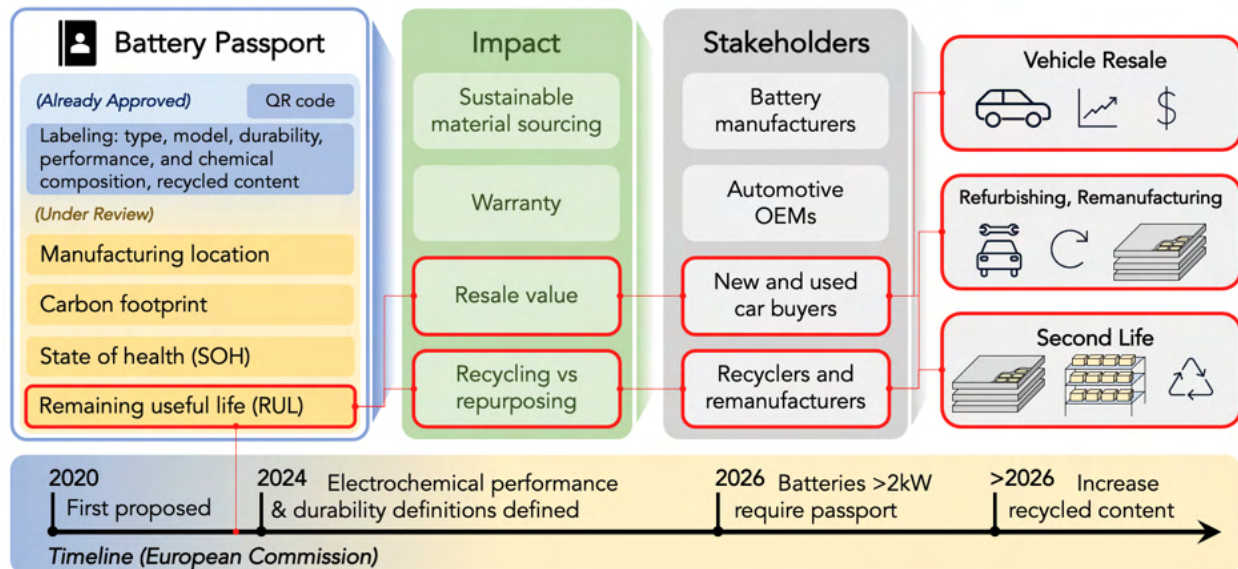 Battery Passport
(Already Approved)
QR code
Labeling: type, model, durability,
performance, and chemical
composition, recycled content
(Under Review)
Manufacturing location
Carbon footprint
State of health (SOH)
Remaining useful life (RUL)
Impact
Sustainable
material sourcing
Warranty
Resale value
Recycling vs
repurposing
Stakeholders
Battery
manufacturers
Automotive
OEMs
New and used
car buyers
Recyclers and
remanufacturers
Vehicle Resale
$
Refurbishing, Remanufacturing
Second Life
2020
First proposed
2024 Electrochemical performance
& durability definitions defined
2026 Batteries >2kW
require passport
>2026 Increase
recycled content
Timeline (European Commission)